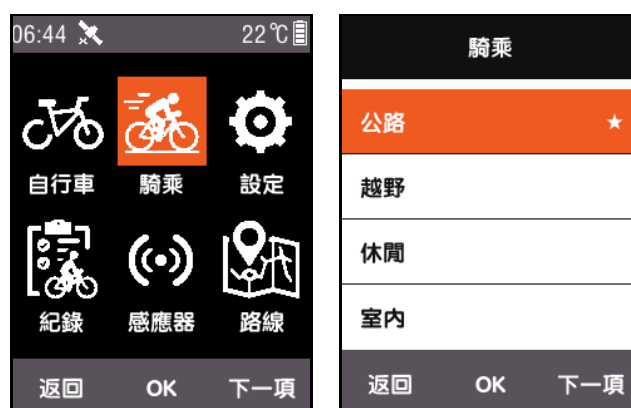 06:44 22℃
自行車 騎乘 設定
紀錄 感應器 路線
返回 OK 下一項
騎乘
公路 ★
越野
休閒
室内
返回 OK 下一項